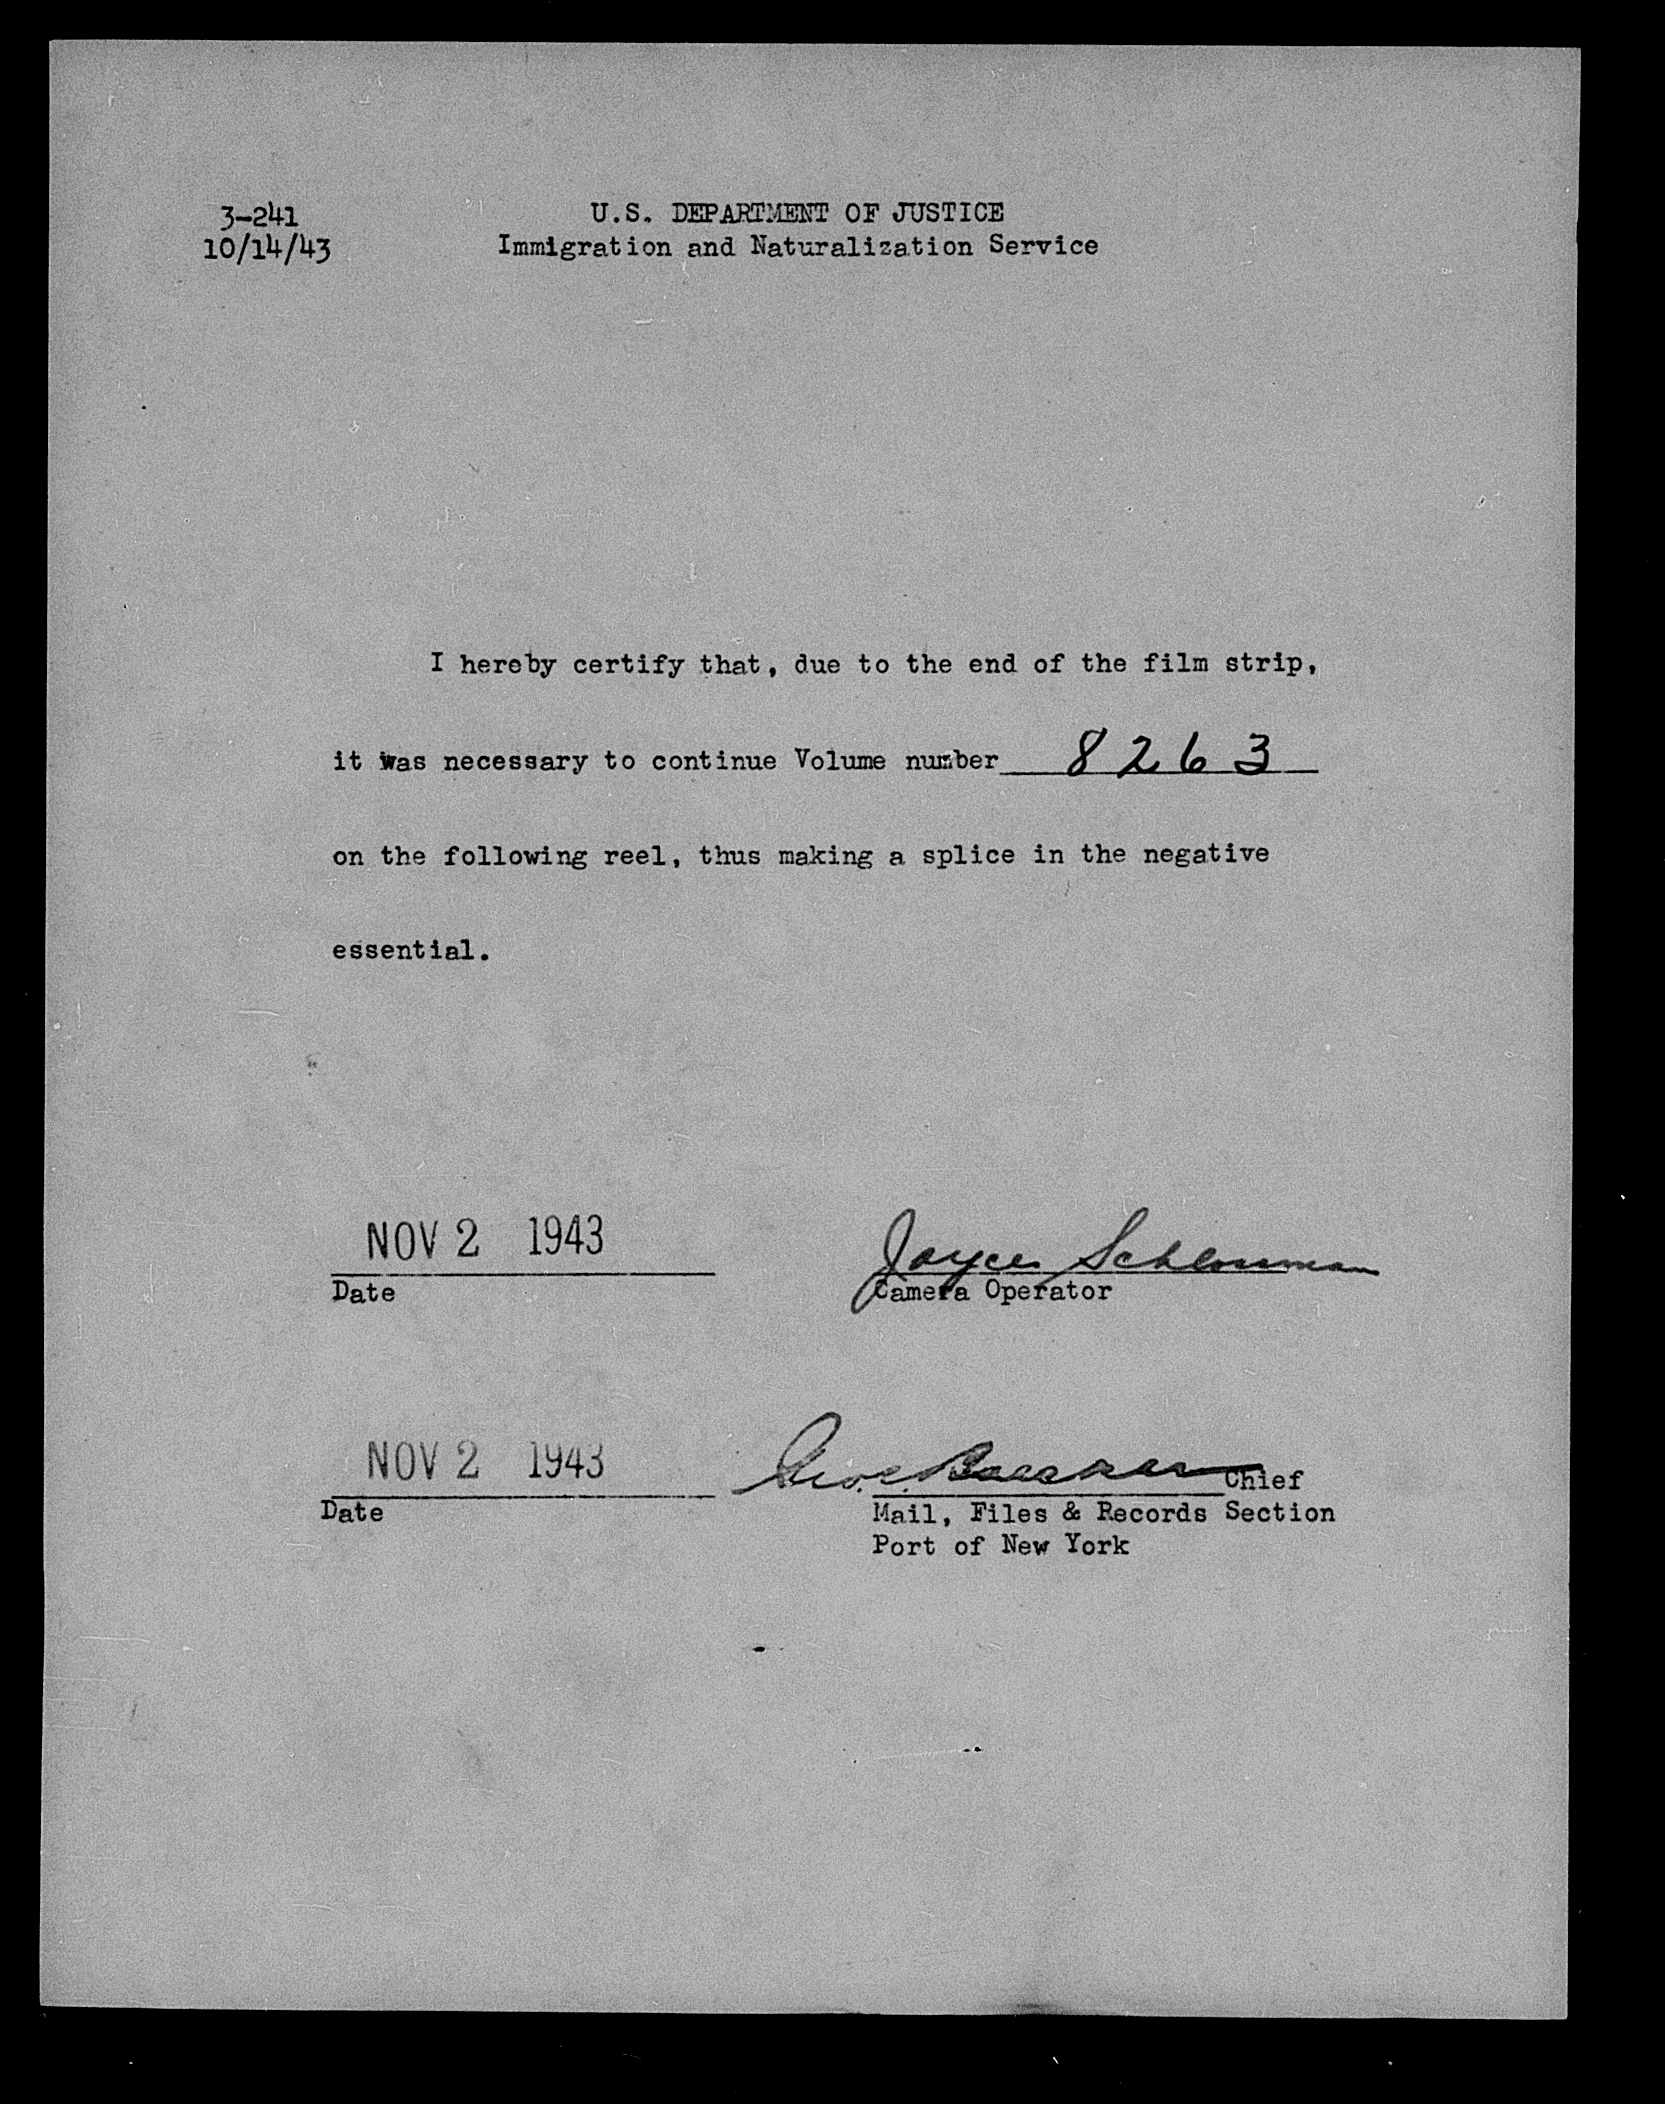 3-241
10/14/43
U.S. DEPARTMENT OF JUSTICE
Immigration and Naturalization Service
I hereby certify that, due to the end of the film strip,
it was necessary to continue Volume number 8263
on the following reel, thus making a splice in the negative
essential.
NOV 2 1943
Date
Joyce Schlossman
Camera Operator
NOV 2 1943
Date
Chief
Mail, Files & Records Section
Port of New York